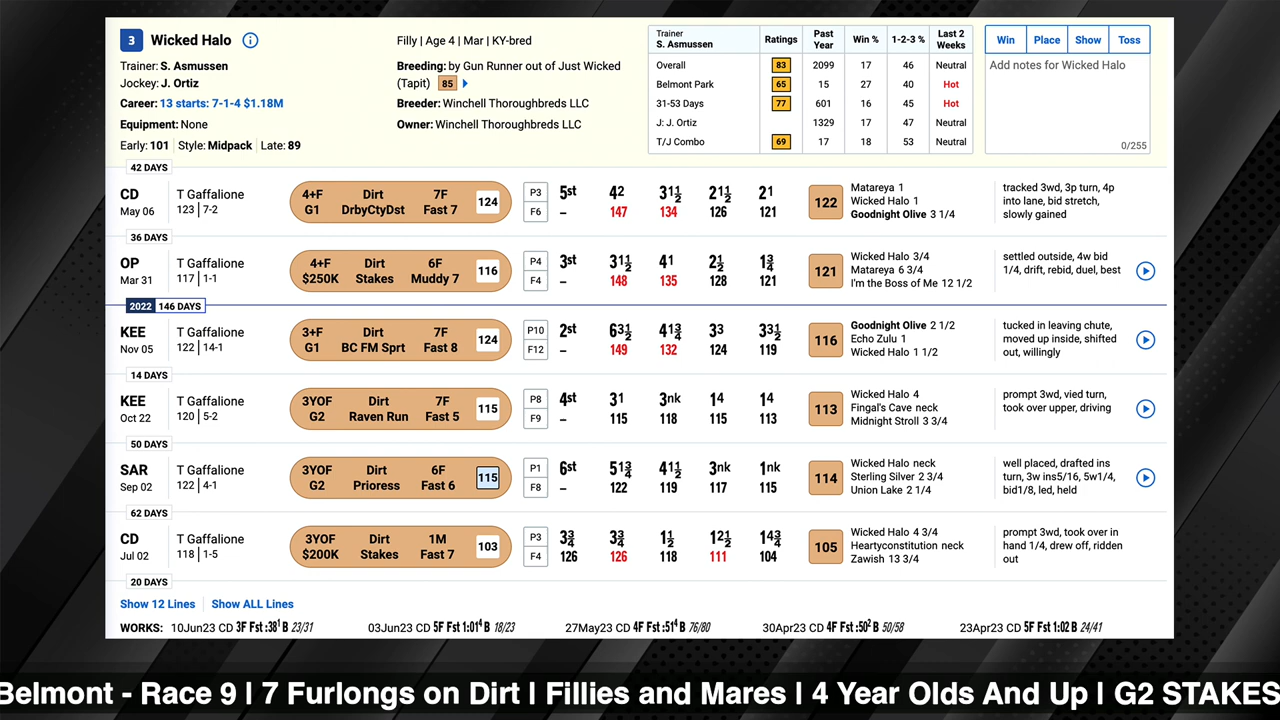 3 Wicked Halo
Trainer: S. Asmussen
Jockey: J. Ortiz
Career: 13 starts: 7-1-4 $1.18M
Equipment: None
Early: 101 | Style: Midpack | Late: 89
Filly | Age 4 | Mar | KY-bred
Breeding: by Gun Runner out of Just Wicked
(Tapit) 85
Breeder: Winchell Thoroughbreds LLC
Owner: Winchell Thoroughbreds LLC
Trainer S. Asmussen Ratings Past Year Win % 1-2-3 % Last 2 Weeks
Overall 83 2099 17 46 Neutral
Belmont Park 65 15 27 40 Hot
31-53 Days 77 601 16 45 Hot
J: J. Ortiz 1329 17 47 Neutral
T/J Combo 69 17 18 53 Neutral
Win Place Show Toss
Add notes for Wicked Halo
0/255
42 DAYS
CD T Gaffalione 4+F Dirt 7F 124 P3 5st 42 31½ 21½ 21 122 Matareya 1 tracked 3wd, 3p turn, 4p
May 06 123 | 7-2 G1 DrbyCtyDst Fast 7 F6 – 147 134 126 121 Wicked Halo 1 into lane, bid stretch,
Goodnight Olive 3 1/4 slowly gained
36 DAYS
OP T Gaffalione 4+F Dirt 6F 116 P4 3st 31½ 41 2½ 1¾ 121 Wicked Halo 3/4 settled outside, 4w bid
Mar 31 117 | 1-1 $250K Stakes Muddy 7 F4 – 148 135 128 121 Matareya 6 3/4 1/4, drift, rebid, duel, best
I'm the Boss of Me 12 1/2
2022 146 DAYS
KEE T Gaffalione 3+F Dirt 7F 124 P10 2st 63½ 41¾ 33 33½ 116 Goodnight Olive 2 1/2 tucked in leaving chute,
Nov 05 122 | 14-1 G1 BC FM Sprt Fast 8 F12 – 149 132 124 119 Echo Zulu 1 moved up inside, shifted
Wicked Halo 1 1/2 out, willingly
14 DAYS
KEE T Gaffalione 3YOF Dirt 7F 115 P8 4st 31 3nk 14 14 113 Wicked Halo 4 prompt 3wd, vied turn,
Oct 22 120 | 5-2 G2 Raven Run Fast 5 F9 – 115 118 115 113 Fingal's Cave neck took over upper, driving
Midnight Stroll 3 3/4
50 DAYS
SAR T Gaffalione 3YOF Dirt 6F 115 P1 6st 51¾ 41½ 3nk 1nk 114 Wicked Halo neck well placed, drafted ins
Sep 02 122 | 4-1 G2 Prioress Fast 6 F8 – 122 119 117 115 Sterling Silver 2 3/4 turn, 3w ins5/16, 5w1/4,
Union Lake 2 1/4 bid1/8, led, held
62 DAYS
CD T Gaffalione 3YOF Dirt 1M 103 P3 3¾ 3¾ 1½ 12½ 14¾ 105 Wicked Halo 4 3/4 prompt 3wd, took over in
Jul 02 118 | 1-5 $200K Stakes Fast 7 F4 126 126 118 111 104 Heartyconstitution neck hand 1/4, drew off, ridden
Zawish 13 3/4 out
20 DAYS
Show 12 Lines | Show ALL Lines
WORKS: 10Jun23 CD 3F Fst :38¹ B 23/31 03Jun23 CD 5F Fst 1:01⁴ B 18/23 27May23 CD 4F Fst :51⁴ B 76/80 30Apr23 CD 4F Fst :50² B 50/58 23Apr23 CD 5F Fst 1:02 B 24/41
Belmont - Race 9 | 7 Furlongs on Dirt | Fillies and Mares | 4 Year Olds And Up | G2 STAKES